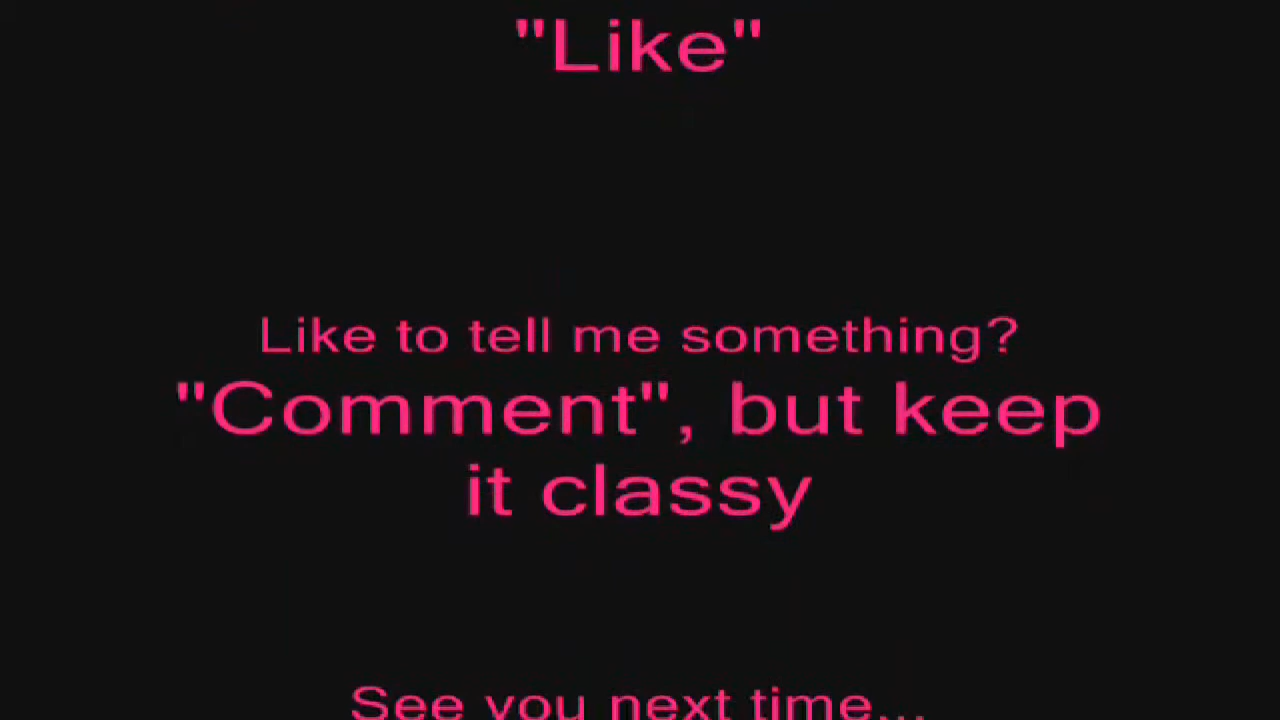 "Like"
Like to tell me something?
"Comment", but keep
it classy
See you next time...